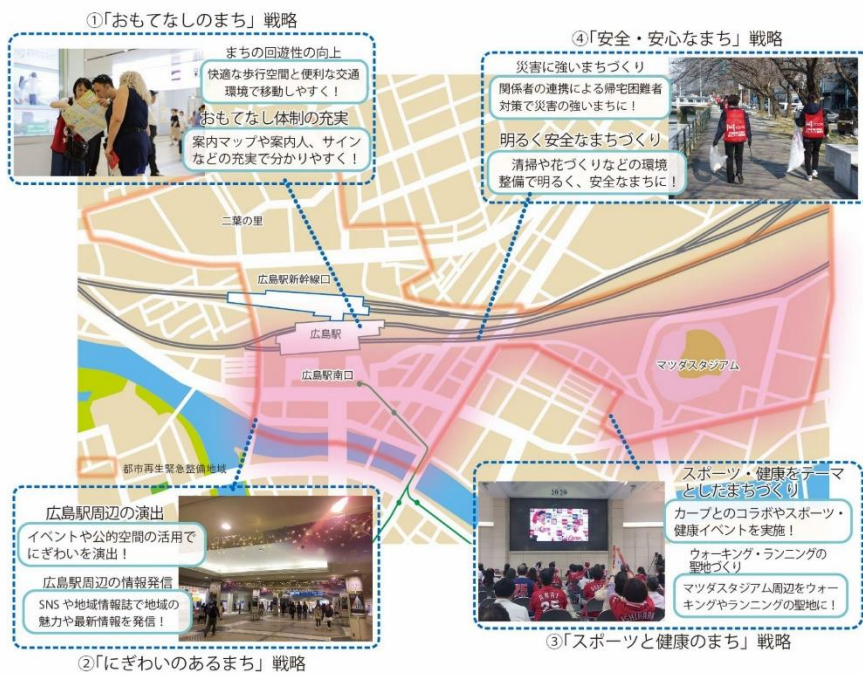 ①「おもてなしのまち」戦略
まちの回遊性の向上
快適な歩行空間と便利な交通
環境で移動しやすく！
おもてなし体制の充実
案内マップや案内人、サイン
などの充実で分かりやすく！
④「安全・安心なまち」戦略
災害に強いまちづくり
関係者の連携による帰宅困難者
対策で災害の強いまちに！
明るく安全なまちづくり
清掃や花づくりなどの環境
整備で明るく、安全なまちに！
二葉の里
広島駅新幹線口
広島駅
広島駅南口
マツダスタジアム
都市再生緊急整備地域
広島駅周辺の演出
イベントや公的空間の活用で
にぎわいを演出！
広島駅周辺の情報発信
SNSや地域情報誌で地域の
魅力や最新情報を発信！
②「にぎわいのあるまち」戦略
スポーツ・健康をテーマ
としたまちづくり
カープとのコラボやスポーツ・
健康イベントを実施！
ウォーキング・ランニングの
聖地づくり
マツダスタジアム周辺をウォー
キングやランニングの聖地に！
③「スポーツと健康のまち」戦略